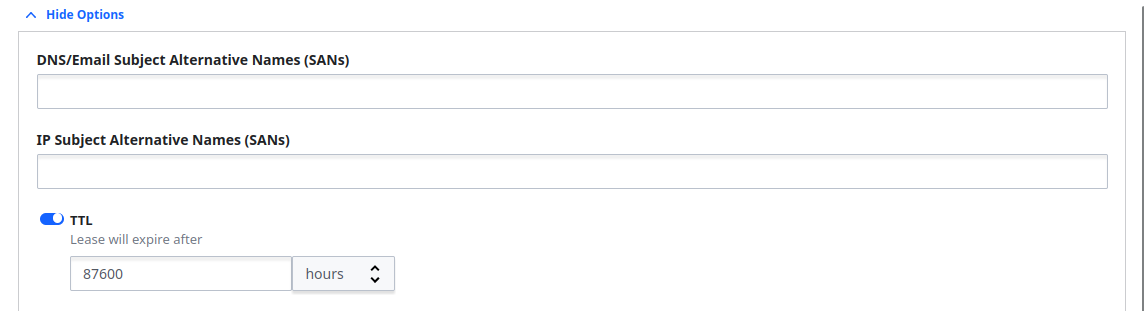 Hide Options
DNS/Email Subject Alternative Names (SANs)
IP Subject Alternative Names (SANs)
TTL
Lease will expire after
87600 hours